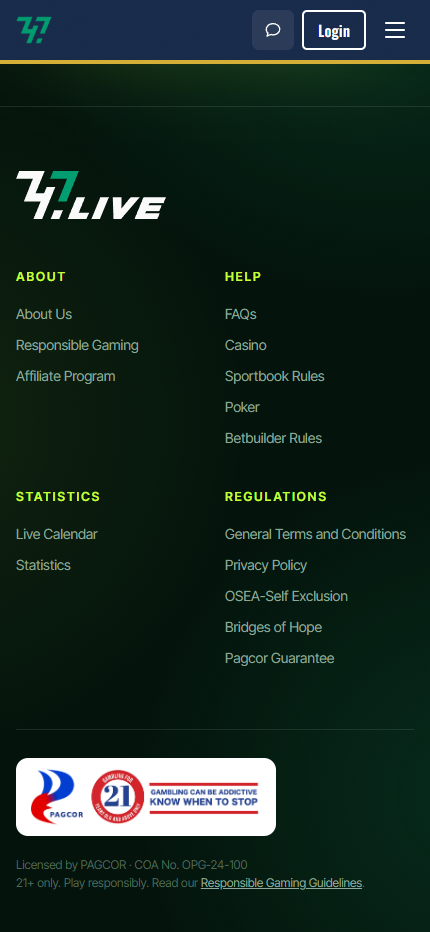 747
Login
747.LIVE
ABOUT
About Us
Responsible Gaming
Affiliate Program
HELP
FAQs
Casino
Sportbook Rules
Poker
Betbuilder Rules
STATISTICS
Live Calendar
Statistics
REGULATIONS
General Terms and Conditions
Privacy Policy
OSEA-Self Exclusion
Bridges of Hope
Pagcor Guarantee
PAGCOR
GAMBLING FOR
21
GAMBLING CAN BE ADDICTIVE
KNOW WHEN TO STOP
Licensed by PAGCOR · COA No. OPG-24-100
21+ only. Play responsibly. Read our Responsible Gaming Guidelines.